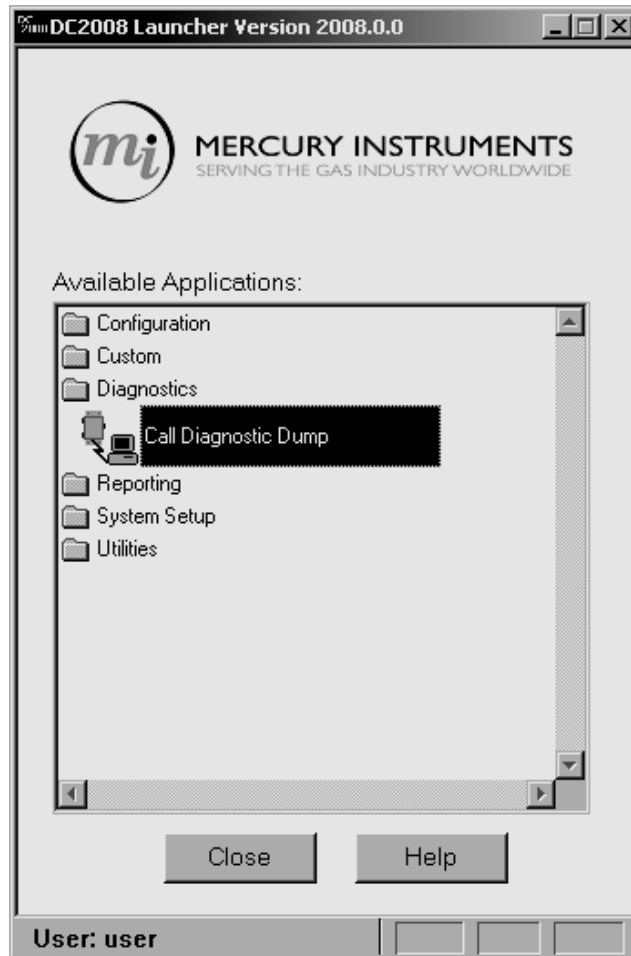 DC2008 Launcher Version 2008.0.0
mi
MERCURY INSTRUMENTS
SERVING THE GAS INDUSTRY WORLDWIDE
Available Applications:
Configuration
Custom
Diagnostics
Call Diagnostic Dump
Reporting
System Setup
Utilities
Close Help
User: user